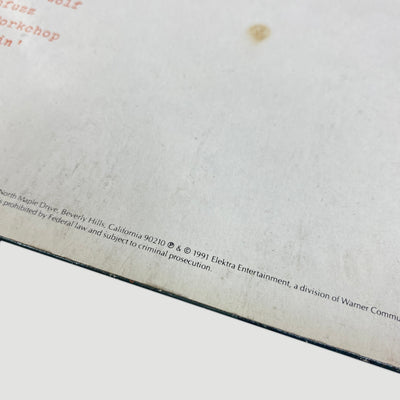 olf
fuzz
orkchop
in'
North Maple Drive, Beverly Hills, California 90210 ℗ & © 1991 Elektra Entertainment, a division of Warner Commu
s prohibited by Federal law and subject to criminal prosecution.